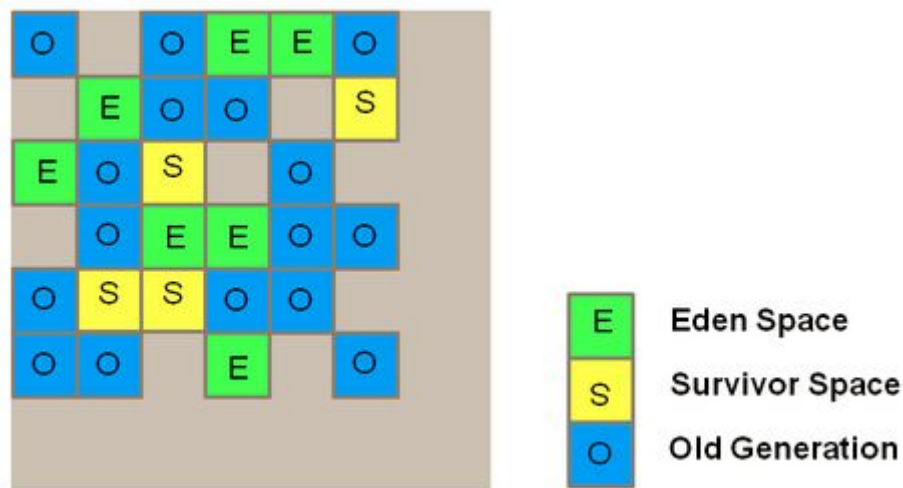 O O E E O
E O O S
E O S O
O E E O O
O S S O O
O O E O
E Eden Space
S Survivor Space
O Old Generation